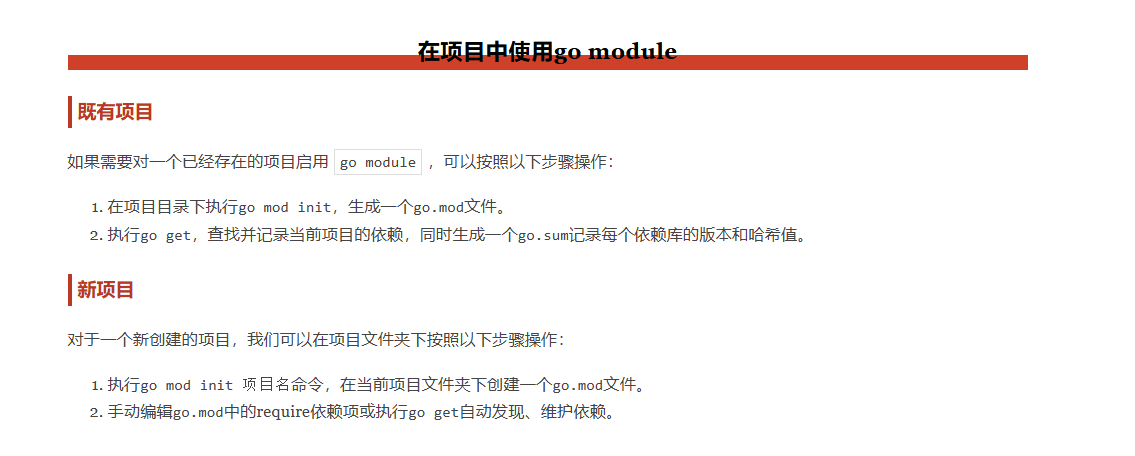 在项目中使用go module
既有项目
如果需要对一个已经存在的项目启用 go module ，可以按照以下步骤操作：
1. 在项目目录下执行go mod init，生成一个go.mod文件。
2. 执行go get，查找并记录当前项目的依赖，同时生成一个go.sum记录每个依赖库的版本和哈希值。
新项目
对于一个新创建的项目，我们可以在项目文件夹下按照以下步骤操作：
1. 执行go mod init 项目名命令，在当前项目文件夹下创建一个go.mod文件。
2. 手动编辑go.mod中的require依赖项或执行go get自动发现、维护依赖。